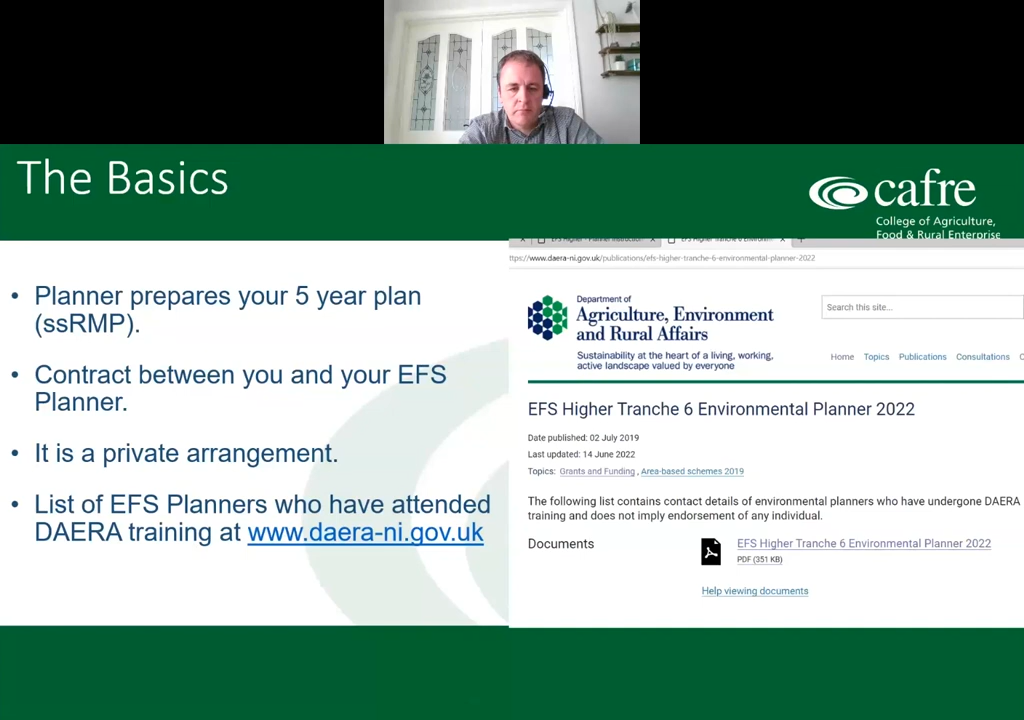 The Basics
cafre
College of Agriculture,
Food & Rural Enterprise
• Planner prepares your 5 year plan
(ssRMP).
• Contract between you and your EFS
Planner.
• It is a private arrangement.
• List of EFS Planners who have attended
DAERA training at www.daera-ni.gov.uk
EFS Higher Tranche 6 Environm
ttps://www.daera-ni.gov.uk/publications/efs-higher-tranche-6-environmental-planner-2022
Department of
Agriculture, Environment
and Rural Affairs
Sustainability at the heart of a living, working,
active landscape valued by everyone
Search this site...
Home Topics Publications Consultations C
EFS Higher Tranche 6 Environmental Planner 2022
Date published: 02 July 2019
Last updated: 14 June 2022
Topics: Grants and Funding , Area-based schemes 2019
The following list contains contact details of environmental planners who have undergone DAERA
training and does not imply endorsement of any individual.
Documents
EFS Higher Tranche 6 Environmental Planner 2022
PDF (351 KB)
Help viewing documents